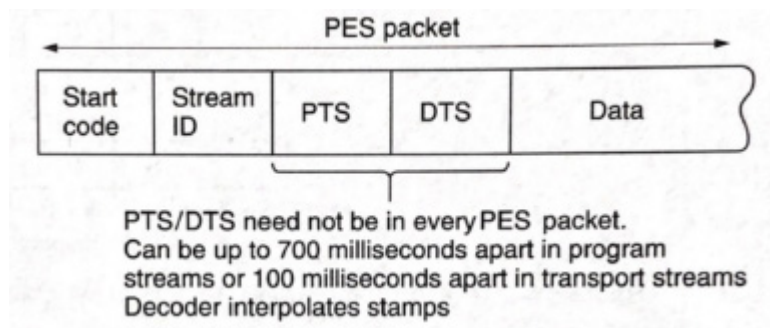 PES packet
Start code
Stream ID
PTS
DTS
Data
PTS/DTS need not be in every PES packet.
Can be up to 700 milliseconds apart in program
streams or 100 milliseconds apart in transport streams
Decoder interpolates stamps